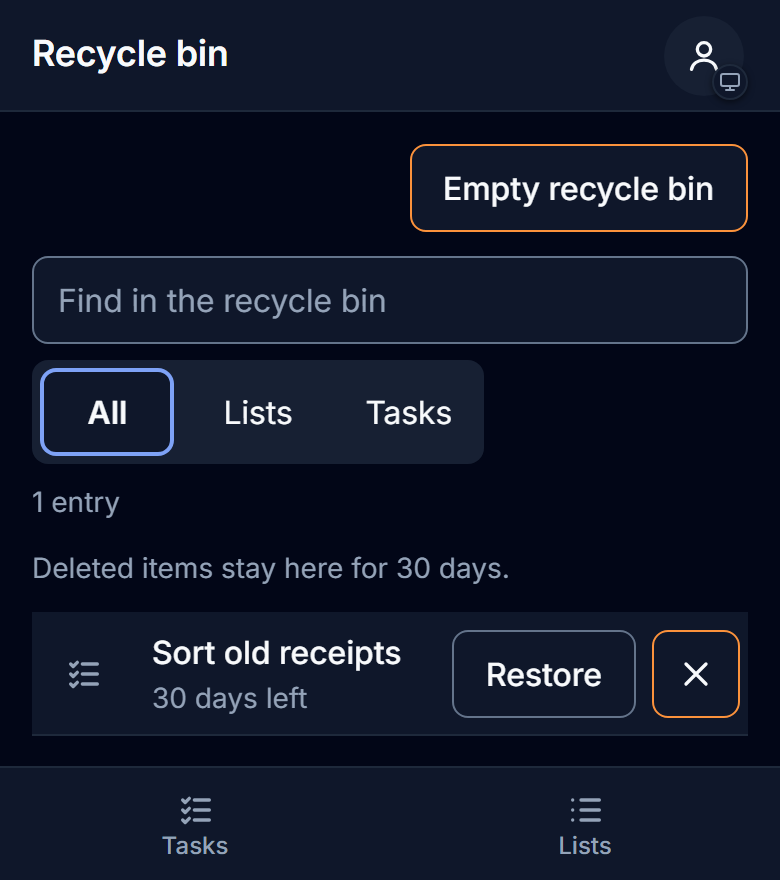 Recycle bin
Empty recycle bin
Find in the recycle bin
All Lists Tasks
1 entry
Deleted items stay here for 30 days.
Sort old receipts
30 days left
Restore
Tasks Lists